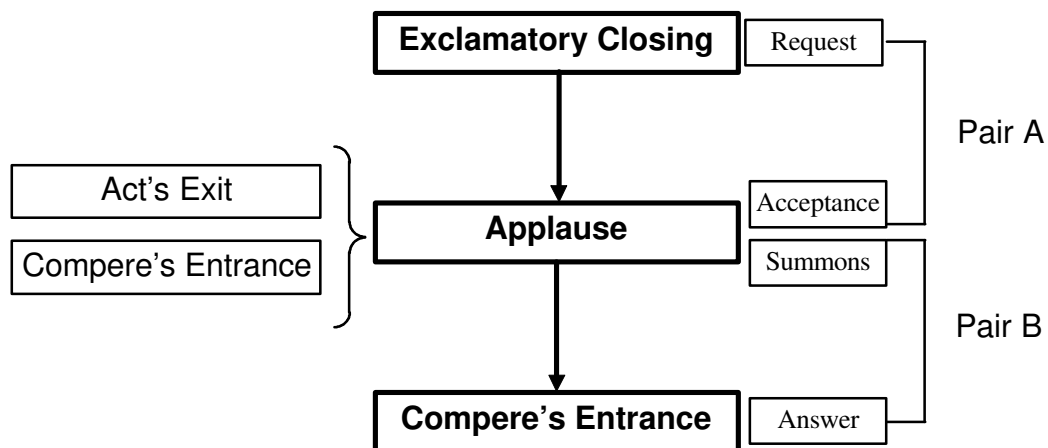 Exclamatory Closing
Request
Pair A
Act's Exit
Acceptance
Applause
Compere's Entrance
Summons
Pair B
Compere's Entrance
Answer